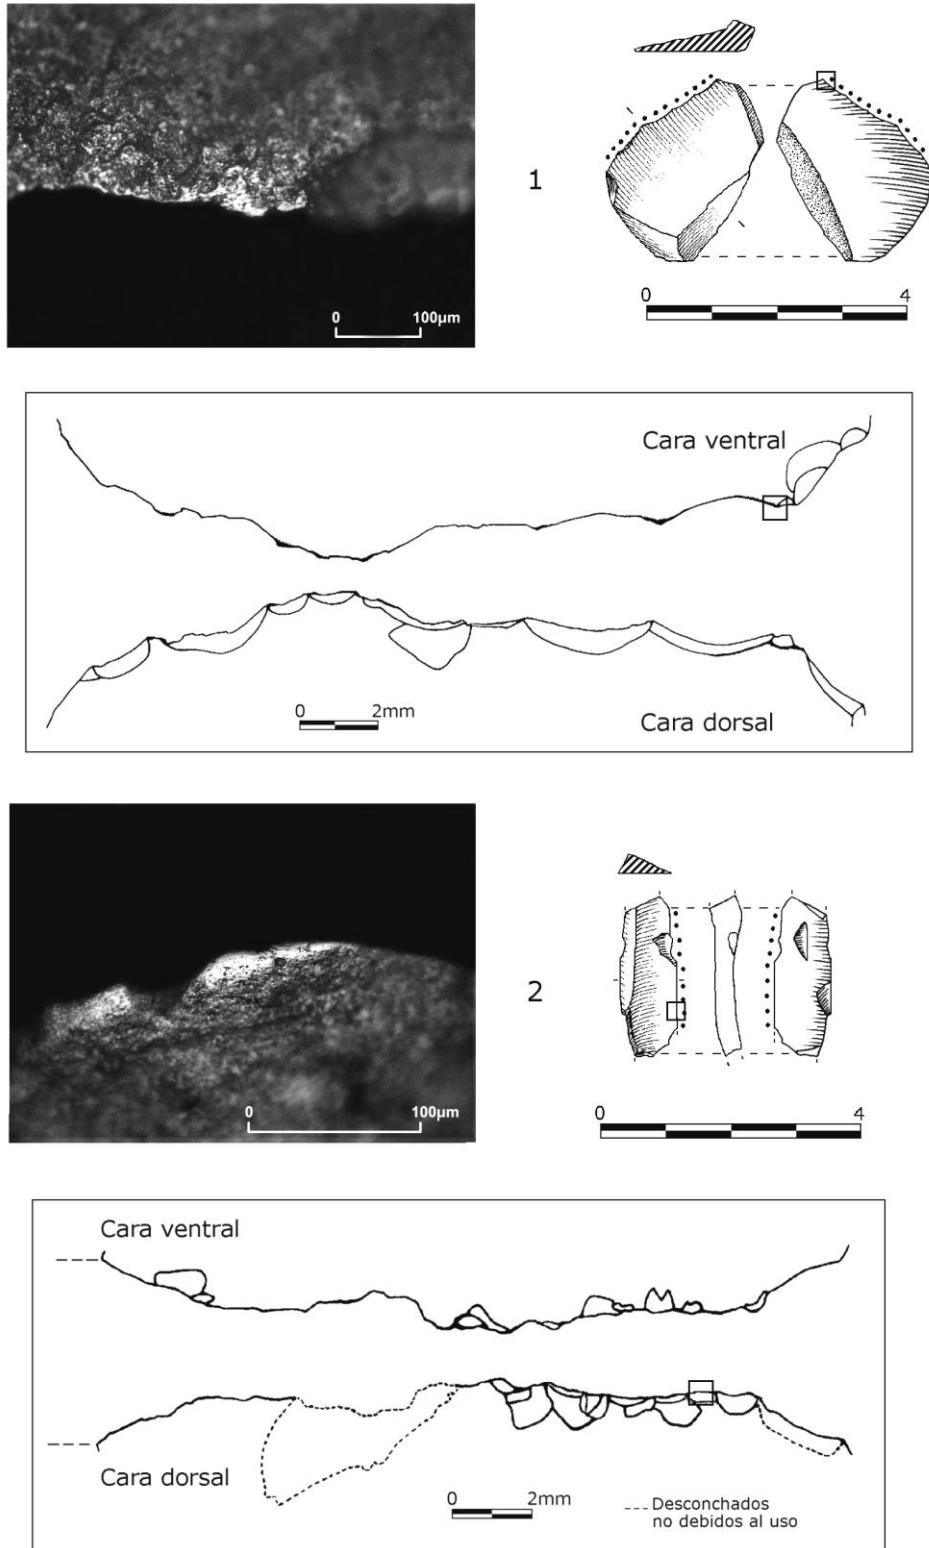 0 100µm
1
0 4
Cara ventral
0 2mm
Cara dorsal
0 100µm
2
0 4
Cara ventral
Cara dorsal
0 2mm
---- Desconchados
no debidos al uso